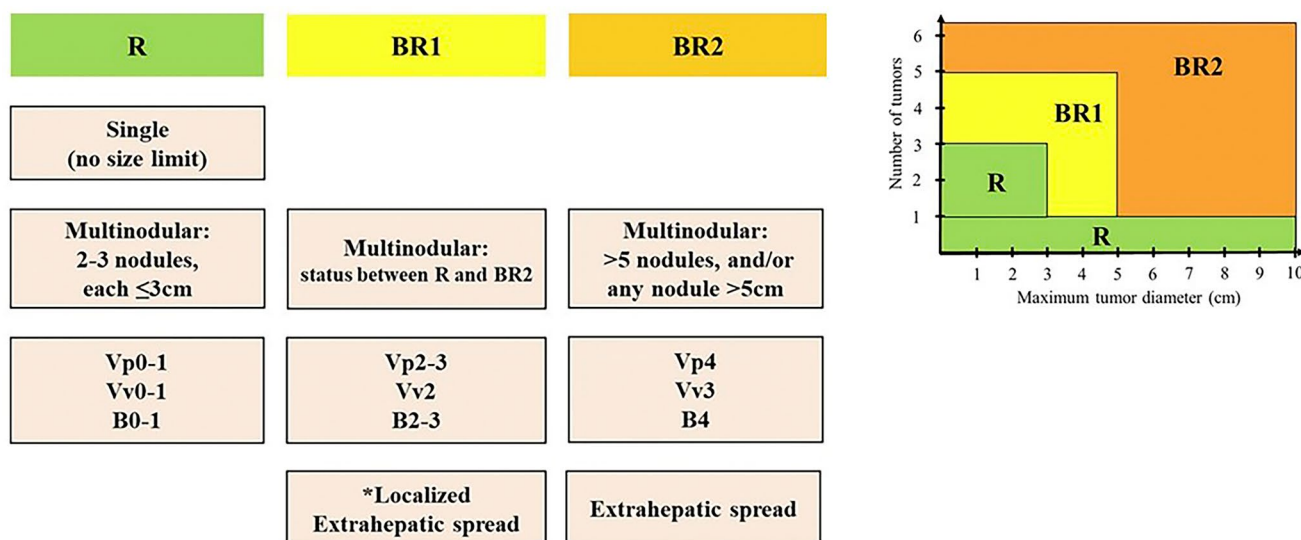 R
BR1
BR2
Single
(no size limit)
Multinodular:
2-3 nodules,
each ≤3cm
Multinodular:
status between R and BR2
Multinodular:
>5 nodules, and/or
any nodule >5cm
Vp0-1
Vv0-1
B0-1
Vp2-3
Vv2
B2-3
Vp4
Vv3
B4
*Localized
Extrahepatic spread
Extrahepatic spread
Number of tumors
6
5
4
3
2
1
BR2
BR1
R
R
1 2 3 4 5 6 7 8 9 10
Maximum tumor diameter (cm)